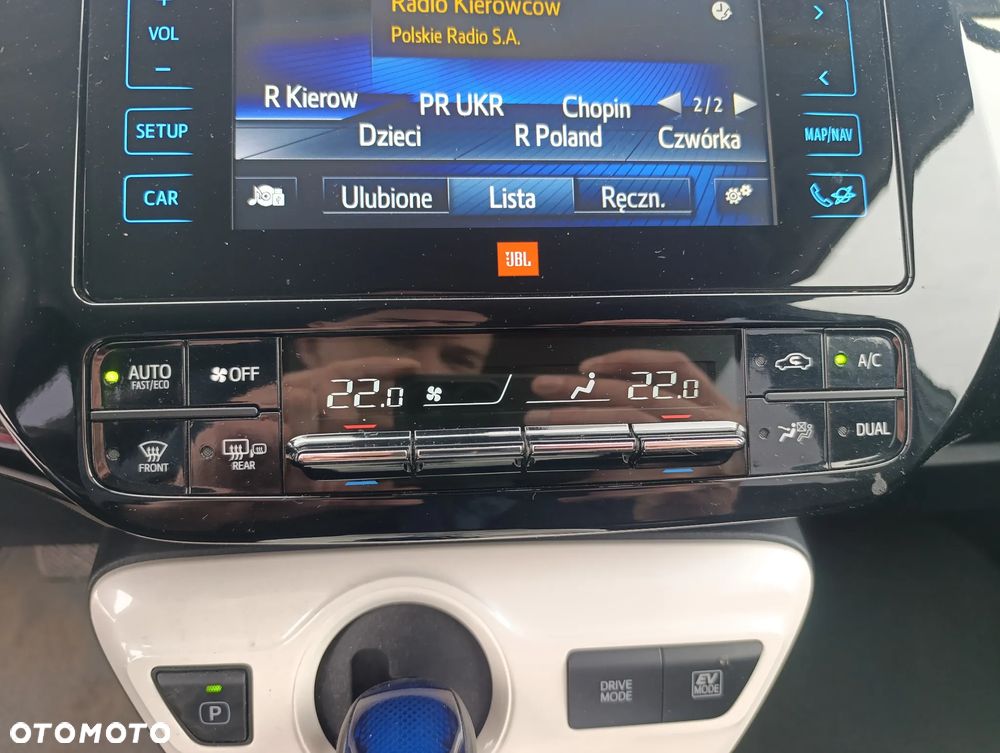 Radio Kierowców
Polskie Radio S.A.
VOL
R Kierow PR UKR Chopin 2/2
SETUP Dzieci R Poland Czwórka MAP/NAV
CAR Ulubione Lista Ręczn.
JBL
AUTO OFF 22.0 22.0 A/C
FAST/ECO
FRONT REAR DUAL
P DRIVE MODE EV MODE
OTOMOTO